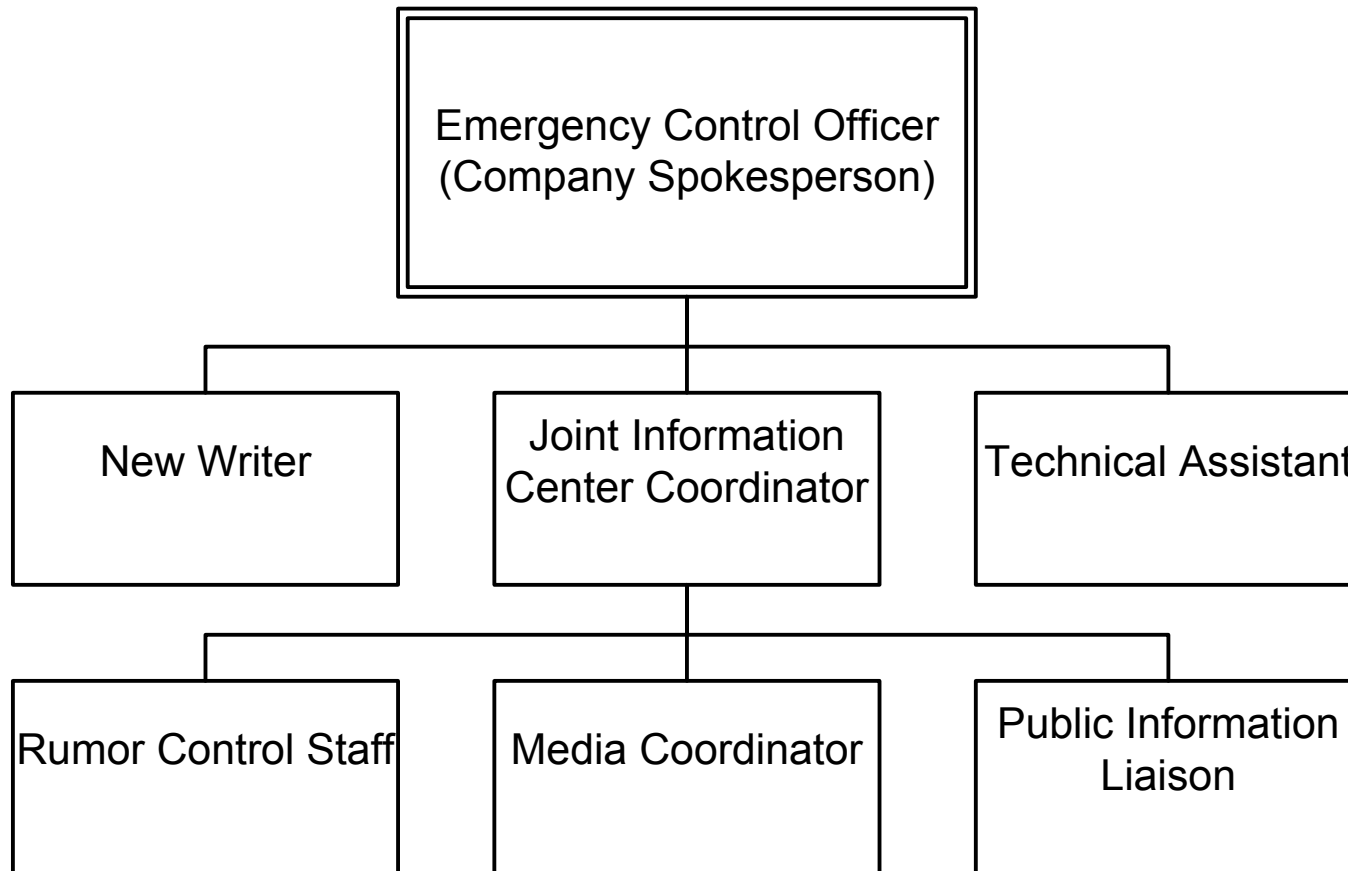 Emergency Control Officer
(Company Spokesperson)
New Writer
Joint Information
Center Coordinator
Technical Assistant
Rumor Control Staff
Media Coordinator
Public Information
Liaison